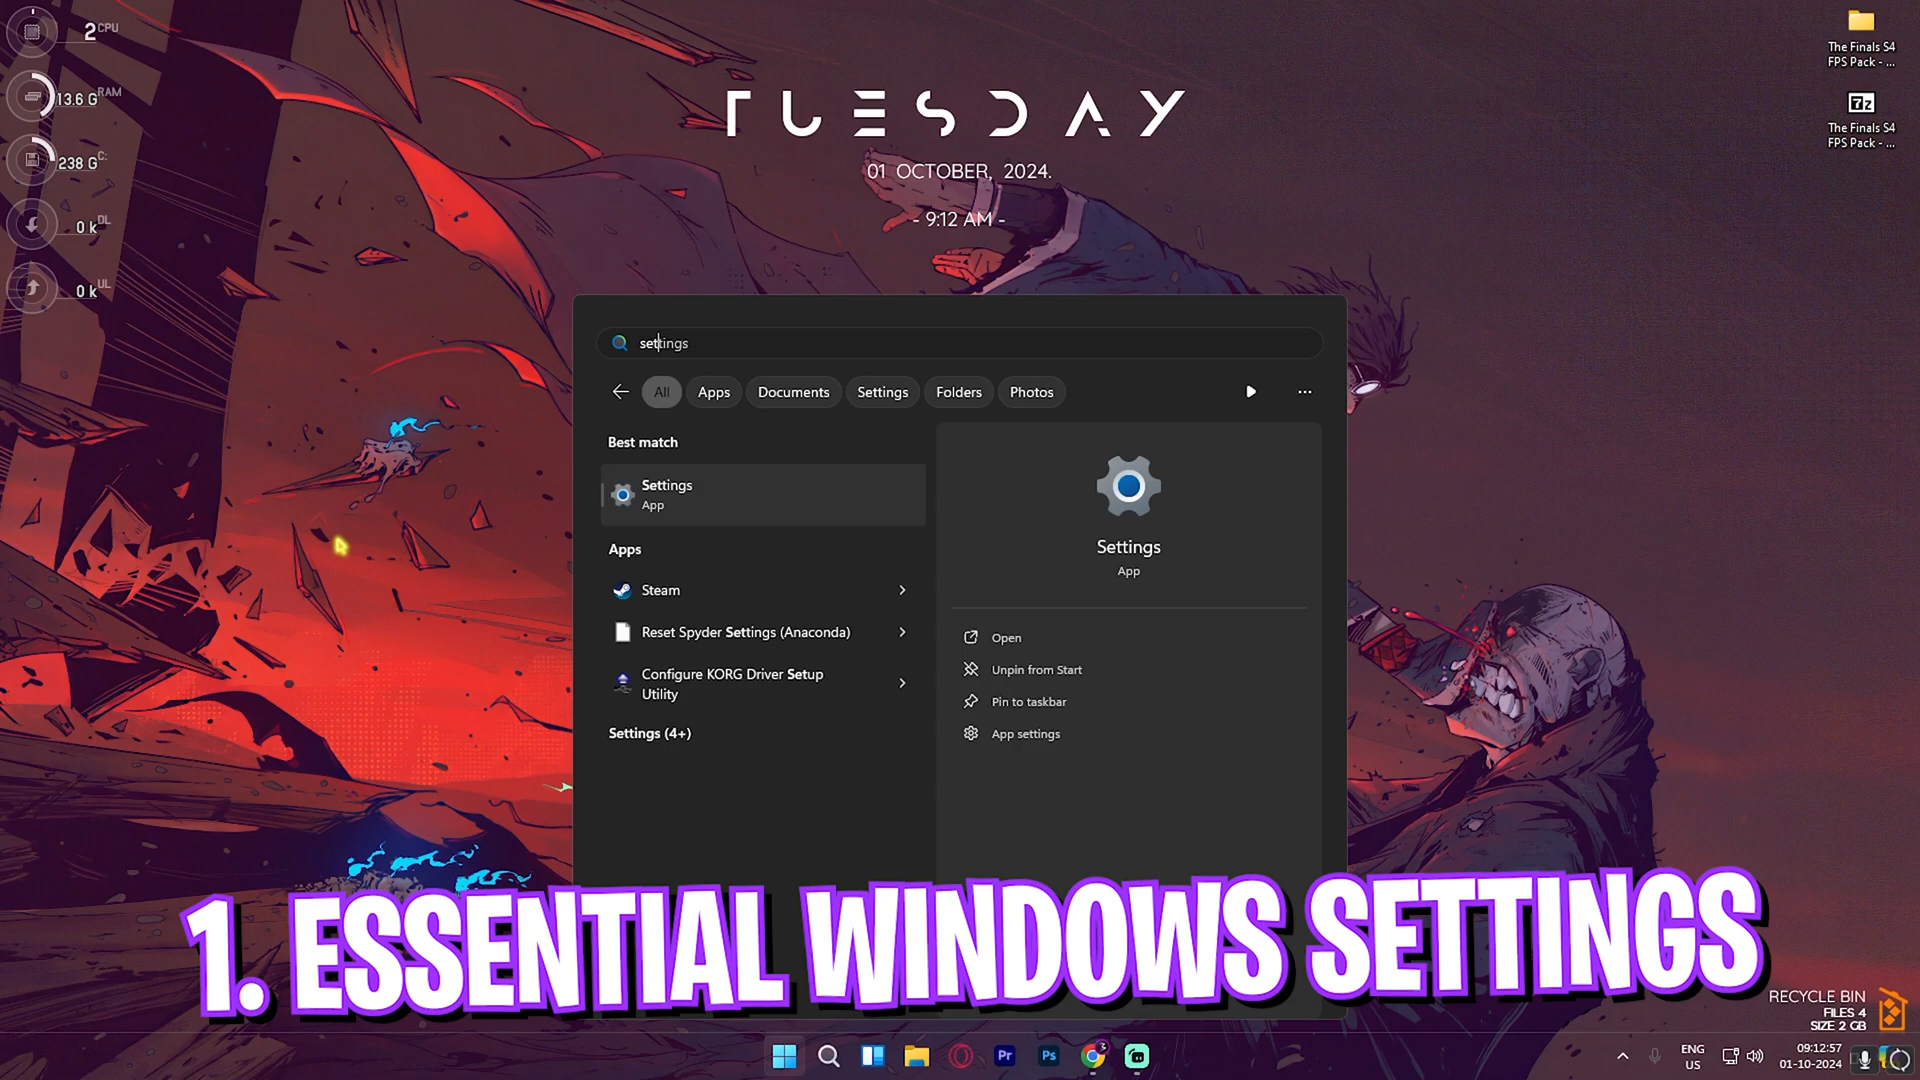 2 CPU
13.6 G RAM
238 G C:
0 k DL
0 k UL
TUESDAY
01 OCTOBER, 2024.
- 9:12 AM -
The Finals S4
FPS Pack - ...
The Finals S4
FPS Pack - ...
settings
All Apps Documents Settings Folders Photos
Best match
Settings
App
Apps
Steam
Reset Spyder Settings (Anaconda)
Configure KORG Driver Setup
Utility
Settings (4+)
Settings
App
Open
Unpin from Start
Pin to taskbar
App settings
1. ESSENTIAL WINDOWS SETTINGS
RECYCLE BIN
FILES 4
SIZE 2 GB
Pr Ps 3
ENG
US
09:12:57
01-10-2024